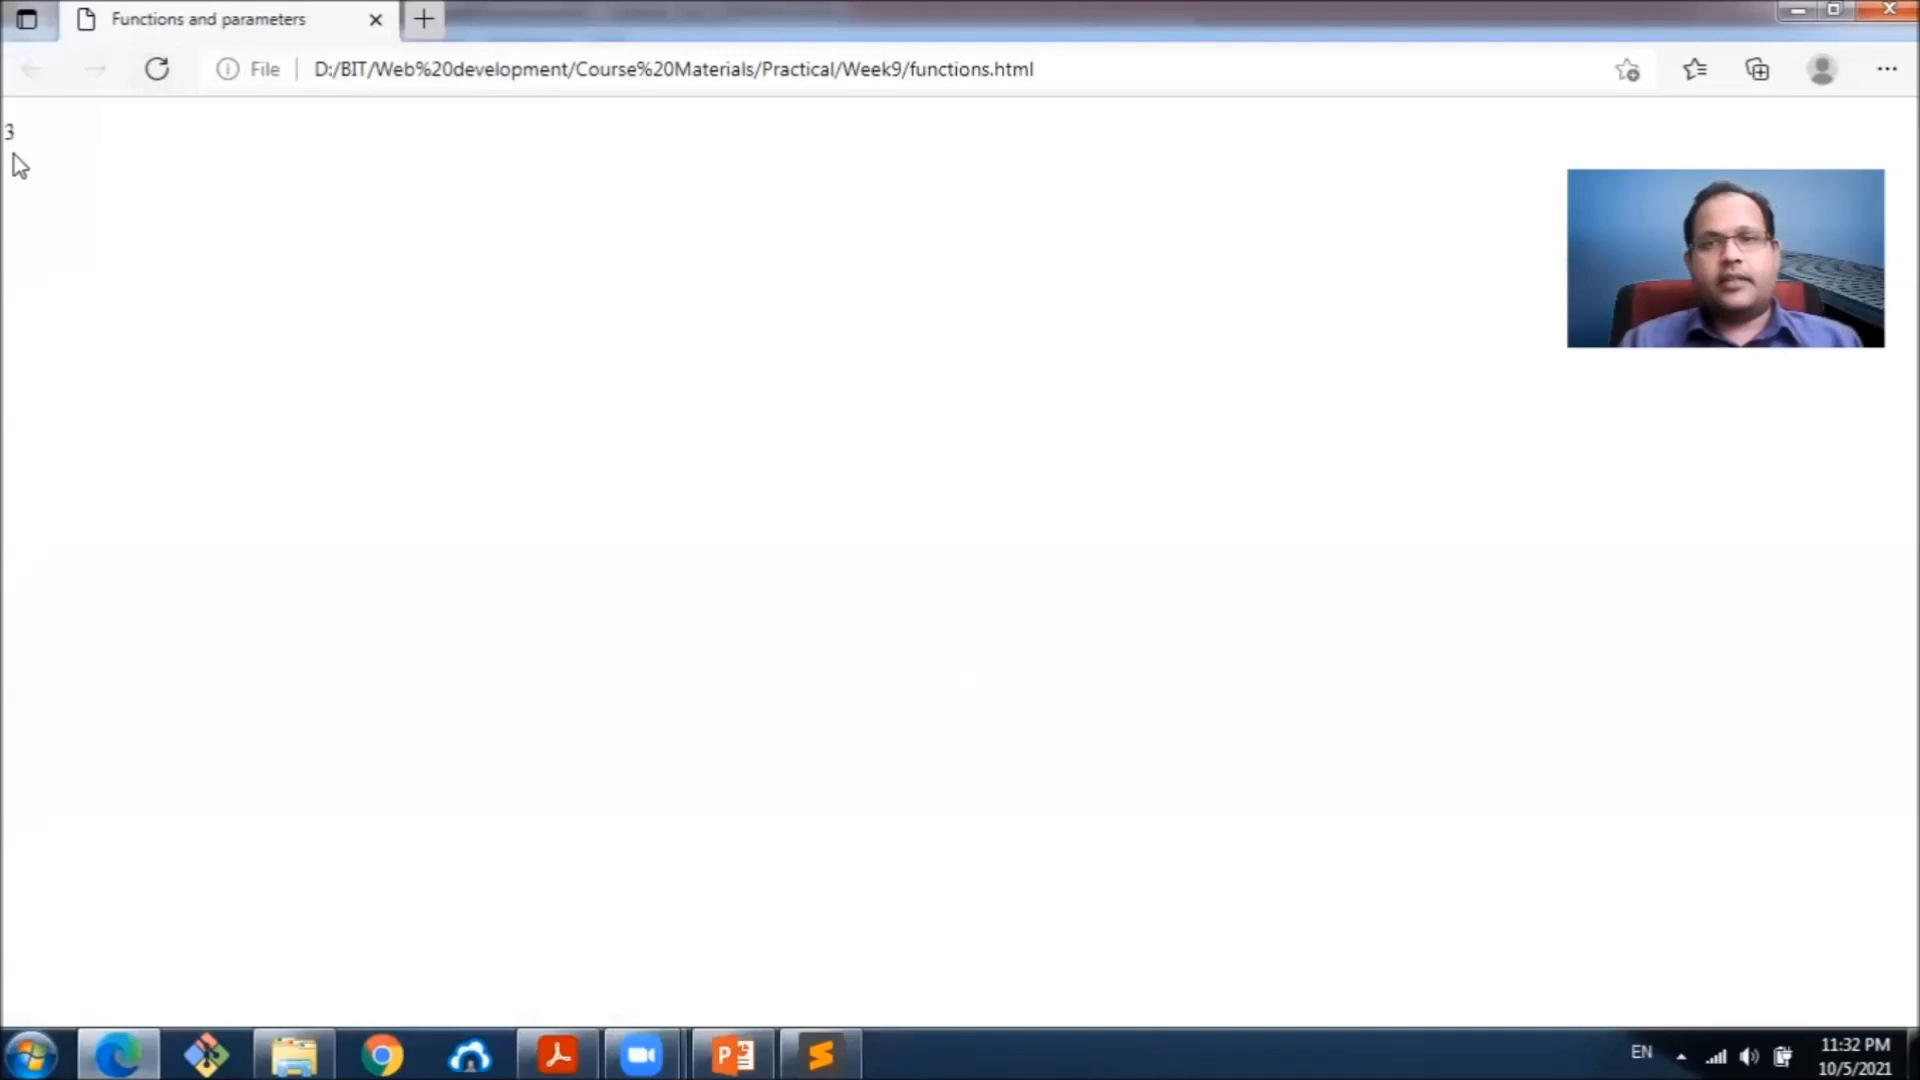 Functions and parameters
File
D:/BIT/Web%20development/Course%20Materials/Practical/Week9/functions.html
3
EN
11:32 PM
10/5/2021